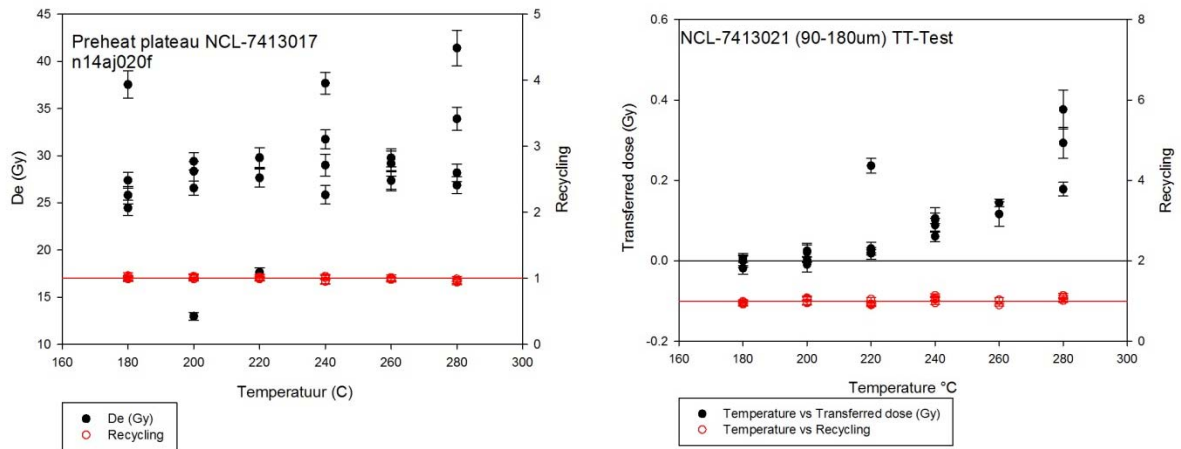 Preheat plateau NCL-7413017
n14aj020f
45
40
35
30
25
20
15
10
De (Gy)
5
4
3
2
1
0
Recycling
160 180 200 220 240 260 280 300
Temperatuur (C)
De (Gy)
Recycling
NCL-7413021 (90-180um) TT-Test
0.6
0.4
0.2
0.0
-0.2
Transferred dose (Gy)
8
6
4
2
0
Recycling
160 180 200 220 240 260 280 300
Temperature °C
Temperature vs Transferred dose (Gy)
Temperature vs Recycling